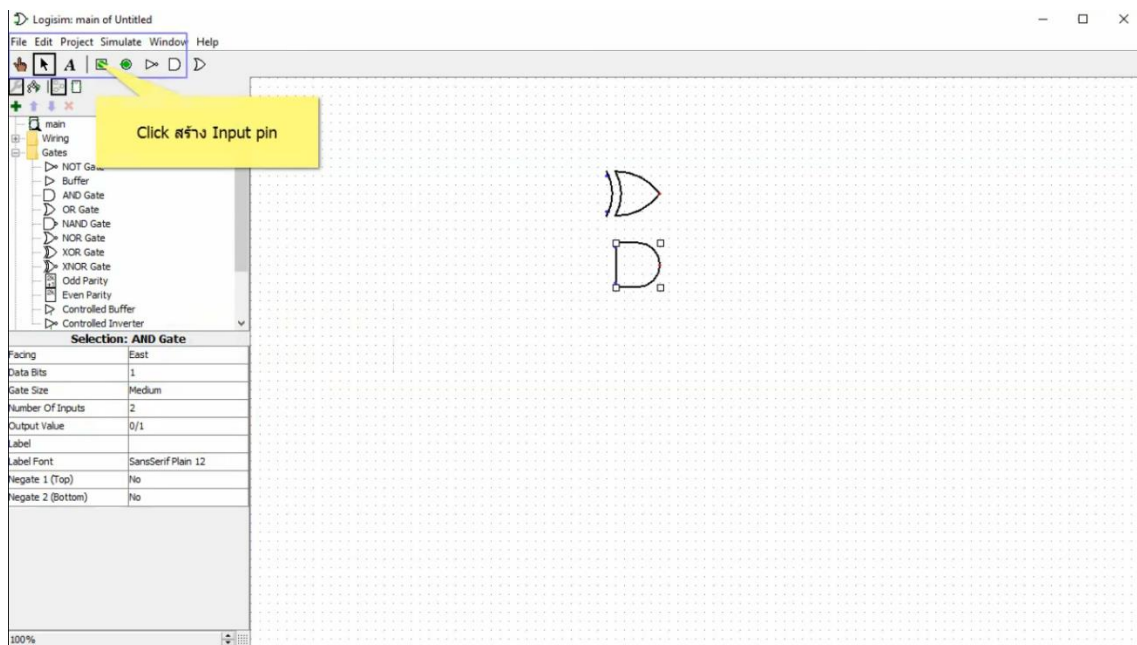 Logisim: main of Untitled
File Edit Project Simulate Window Help
A
Click สร้าง Input pin
main
Wiring
Gates
NOT Ga
Buffer
AND Gate
OR Gate
NAND Gate
NOR Gate
XOR Gate
XNOR Gate
Odd Parity
Even Parity
Controlled Buffer
Controlled Inverter
Selection: AND Gate
Facing East
Data Bits 1
Gate Size Medium
Number Of Inputs 2
Output Value 0/1
Label
Label Font SansSerif Plain 12
Negate 1 (Top) No
Negate 2 (Bottom) No
100%